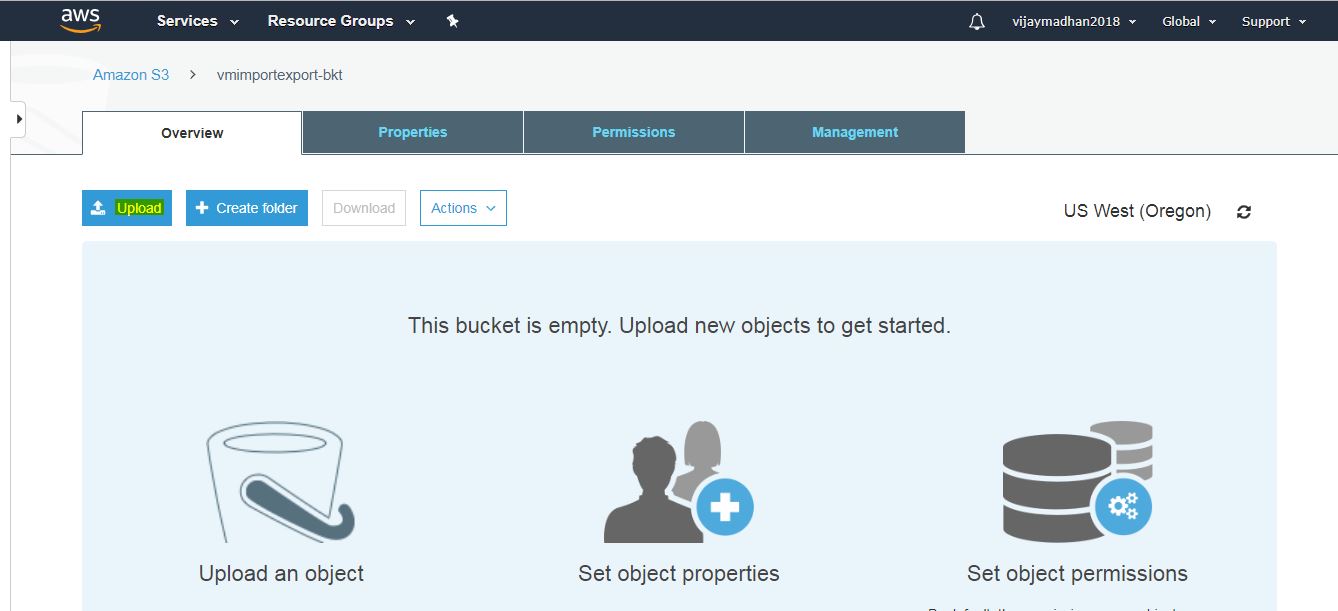 aws Services Resource Groups vijaymadhan2018 Global Support
Amazon S3 > vmimportexport-bkt
Overview Properties Permissions Management
Upload Create folder Download Actions US West (Oregon)
This bucket is empty. Upload new objects to get started.
Upload an object Set object properties Set object permissions